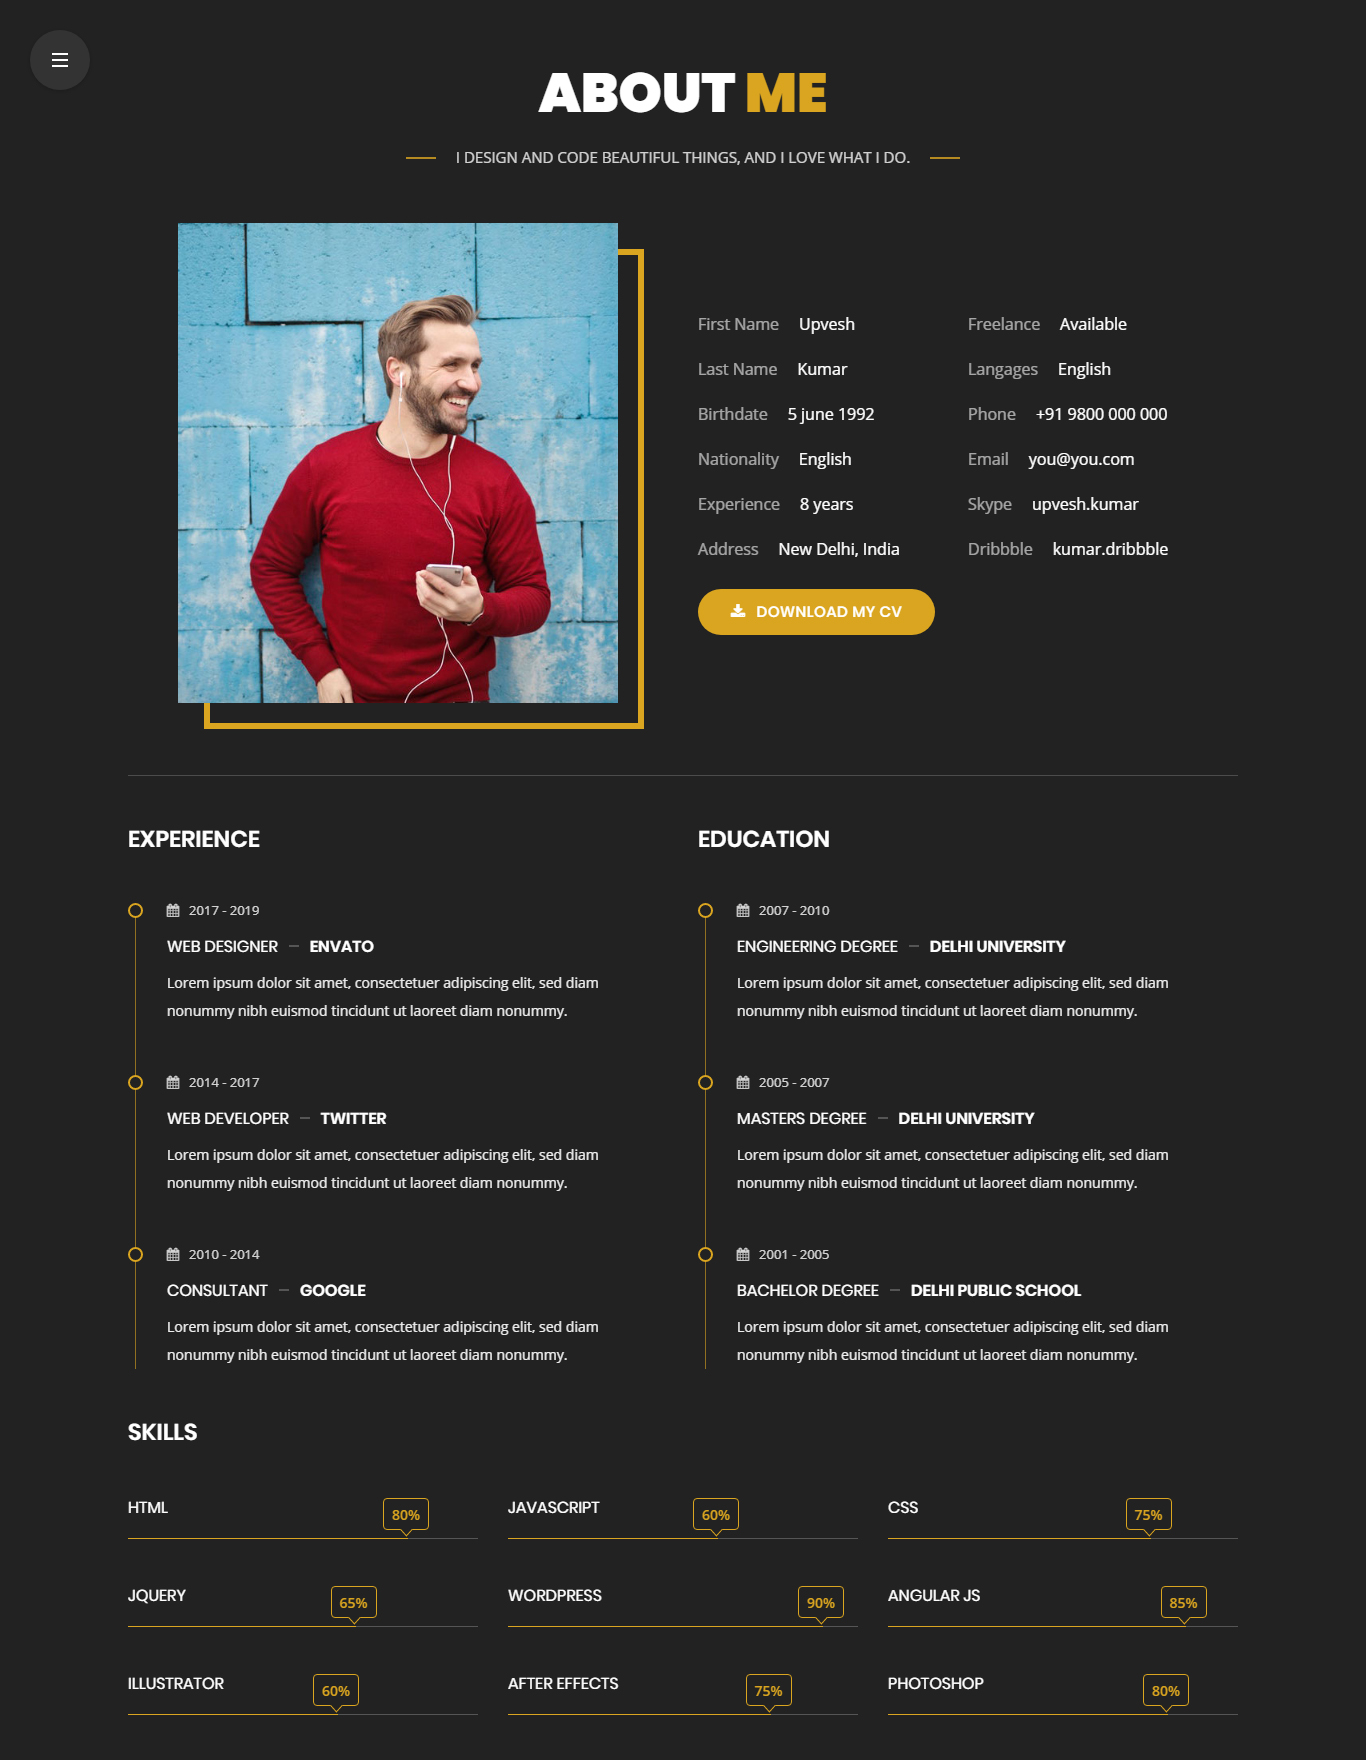 ABOUT ME
I DESIGN AND CODE BEAUTIFUL THINGS, AND I LOVE WHAT I DO.
First Name Upvesh
Last Name Kumar
Birthdate 5 june 1992
Nationality English
Experience 8 years
Address New Delhi, India
Freelance Available
Langages English
Phone +91 9800 000 000
Email you@you.com
Skype upvesh.kumar
Dribbble kumar.dribbble
DOWNLOAD MY CV
EXPERIENCE
2017 - 2019
WEB DESIGNER — ENVATO
Lorem ipsum dolor sit amet, consectetuer adipiscing elit, sed diam
nonummy nibh euismod tincidunt ut laoreet diam nonummy.
2014 - 2017
WEB DEVELOPER — TWITTER
Lorem ipsum dolor sit amet, consectetuer adipiscing elit, sed diam
nonummy nibh euismod tincidunt ut laoreet diam nonummy.
2010 - 2014
CONSULTANT — GOOGLE
Lorem ipsum dolor sit amet, consectetuer adipiscing elit, sed diam
nonummy nibh euismod tincidunt ut laoreet diam nonummy.
EDUCATION
2007 - 2010
ENGINEERING DEGREE — DELHI UNIVERSITY
Lorem ipsum dolor sit amet, consectetuer adipiscing elit, sed diam
nonummy nibh euismod tincidunt ut laoreet diam nonummy.
2005 - 2007
MASTERS DEGREE — DELHI UNIVERSITY
Lorem ipsum dolor sit amet, consectetuer adipiscing elit, sed diam
nonummy nibh euismod tincidunt ut laoreet diam nonummy.
2001 - 2005
BACHELOR DEGREE — DELHI PUBLIC SCHOOL
Lorem ipsum dolor sit amet, consectetuer adipiscing elit, sed diam
nonummy nibh euismod tincidunt ut laoreet diam nonummy.
SKILLS
HTML 80%
JAVASCRIPT 60%
CSS 75%
JQUERY 65%
WORDPRESS 90%
ANGULAR JS 85%
ILLUSTRATOR 60%
AFTER EFFECTS 75%
PHOTOSHOP 80%